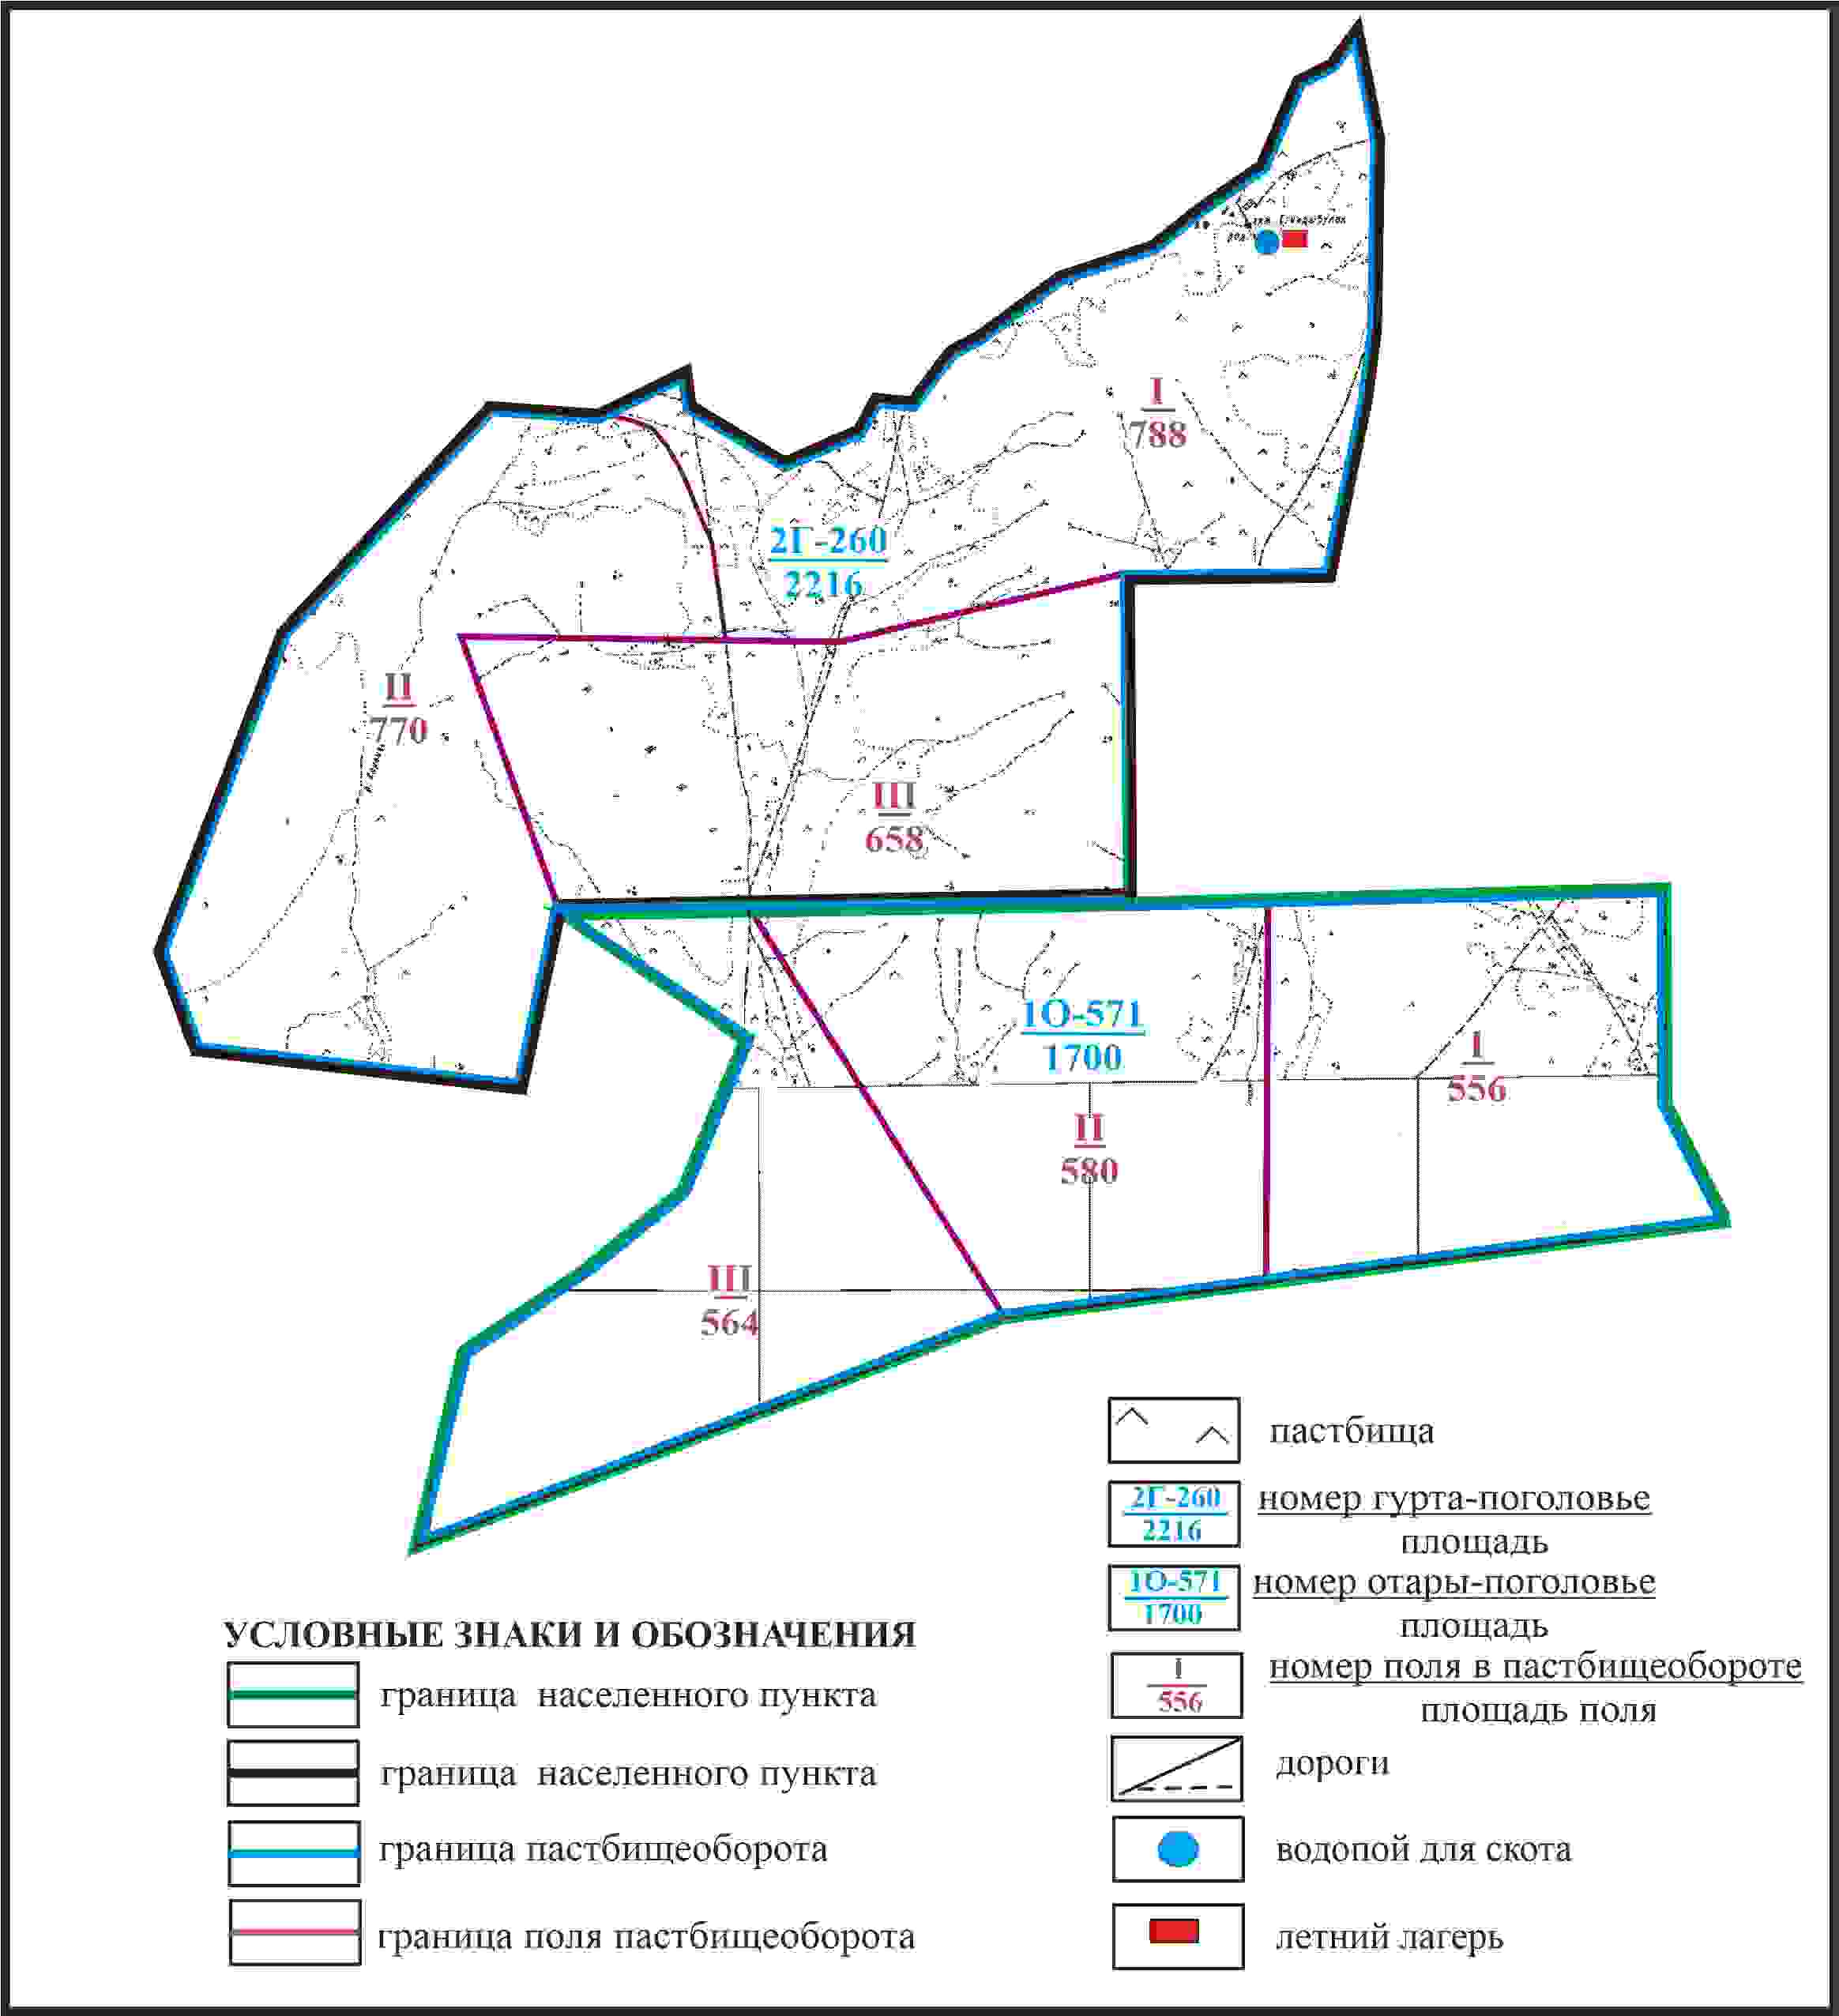 I
788
2Г-260
2216
II
770
III
658
1О-571
1700
I
556
II
580
III
564
пастбища
2Г-260
2216
номер гурта-поголовье
площадь
1О-571
1700
номер отары-поголовье
площадь
I
556
номер поля в пастбищеобороте
площадь поля
дороги
водопой для скота
летний лагерь
УСЛОВНЫЕ ЗНАКИ И ОБОЗНАЧЕНИЯ
граница населенного пункта
граница населенного пункта
граница пастбищеоборота
граница поля пастбищеоборота